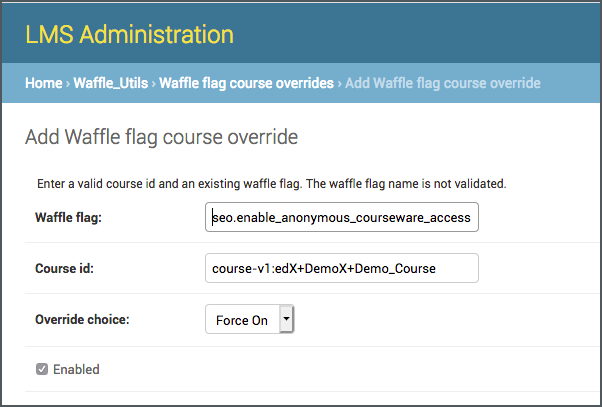 LMS Administration
Home › Waffle_Utils › Waffle flag course overrides › Add Waffle flag course override
Add Waffle flag course override
Enter a valid course id and an existing waffle flag. The waffle flag name is not validated.
Waffle flag: seo.enable_anonymous_courseware_access
Course id: course-v1:edX+DemoX+Demo_Course
Override choice: Force On
Enabled